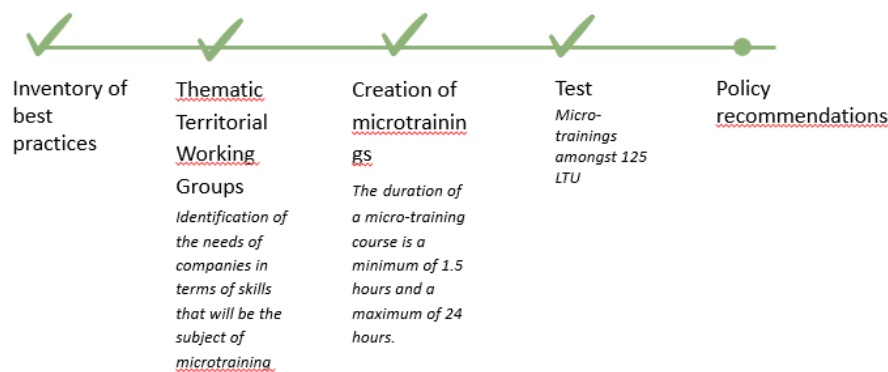 Inventory of
best
practices
Thematic
Territorial
Working
Groups
Identification of
the needs of
companies in
terms of skills
that will be the
subject of
microtraining
Creation of
microtrainin
gs
The duration of
a micro-training
course is a
minimum of 1.5
hours and a
maximum of 24
hours.
Test
Micro-
trainings
amongst 125
LTU
Policy
recommendations